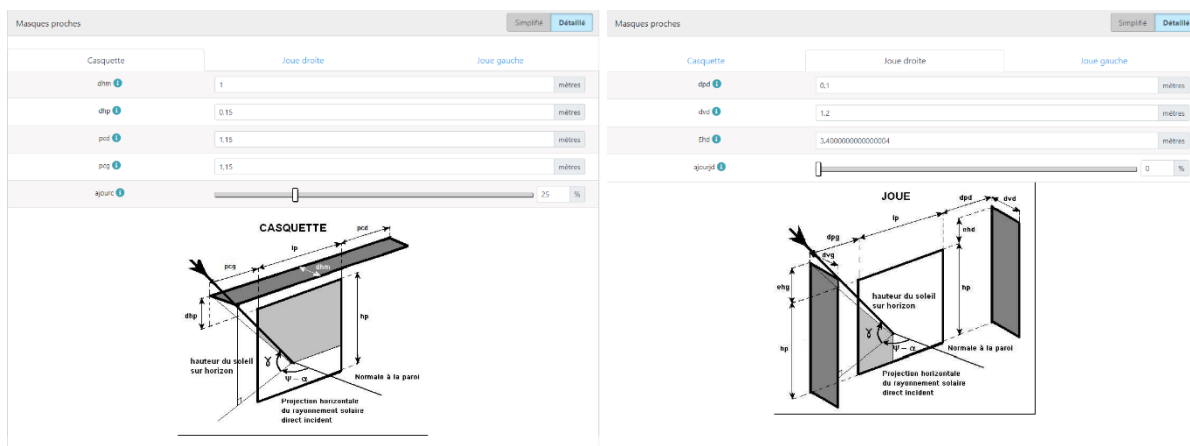 Masques proches
Simplifié Détaillé
Casquette Joue droite Joue gauche
dhm 1 mètres
dhp 0,15 mètres
pcd 1,15 mètres
pcg 1,15 mètres
ajourc 25 %
CASQUETTE
pcd
lp
pcg
dhm
dhp
hp
hauteur du soleil
sur horizon
γ
Ψ – α
Normale à la paroi
Projection horizontale
du rayonnement solaire
direct incident
Masques proches
Simplifié Détaillé
Casquette Joue droite Joue gauche
dpd 0,1 mètres
dvd 1,2 mètres
Ehd 3,4000000000000004 mètres
ajourjd 0 %
JOUE
dpd dvd
lp
dpg
dvg
ehd
ehg
hauteur du soleil
sur horizon
hp
hp
γ
Ψ – α
Normale à la paroi
Projection horizontale
du rayonnement solaire
direct incident